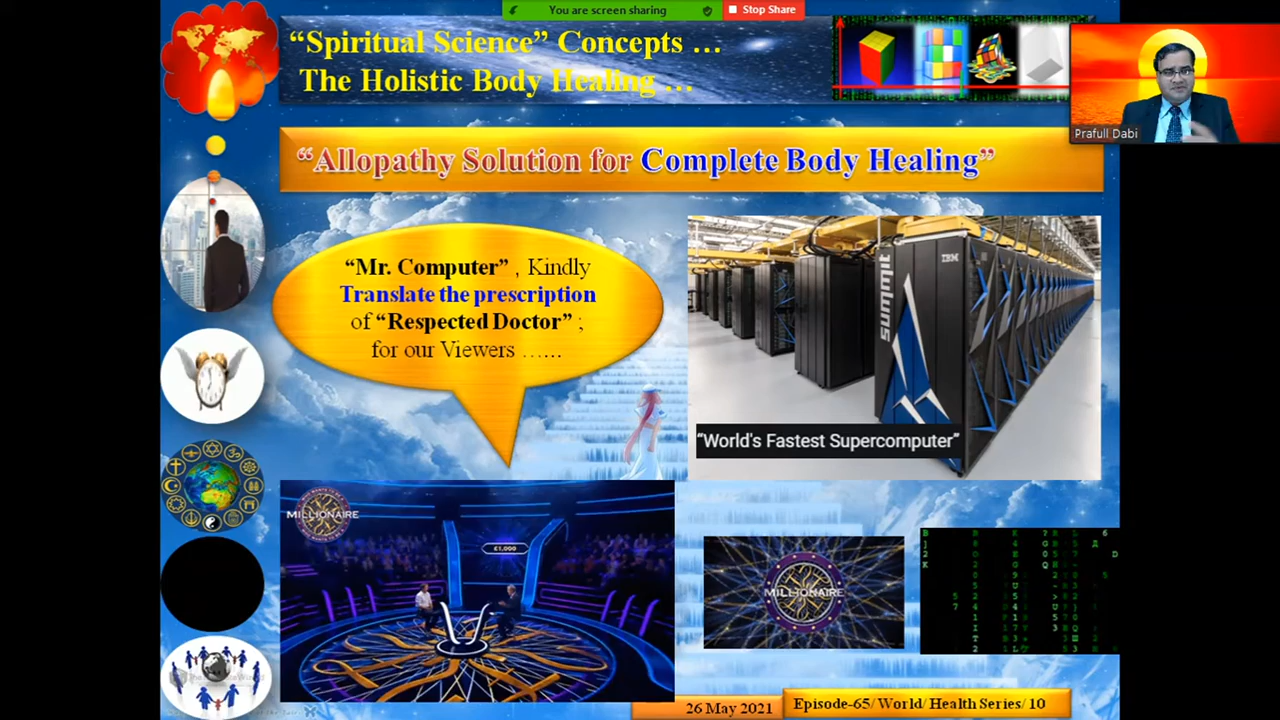 You are screen sharing
Stop Share
“Spiritual Science” Concepts …
The Holistic Body Healing …
Prafull Dabi
“Allopathy Solution for Complete Body Healing”
“Mr. Computer” , Kindly
Translate the prescription
of “Respected Doctor” ;
for our Viewers ……
IBM
summit
“World's Fastest Supercomputer”
MILLIONAIRE
£1,000
MILLIONAIRE
26 May 2021
Episode-65/ World/ Health Series/ 10